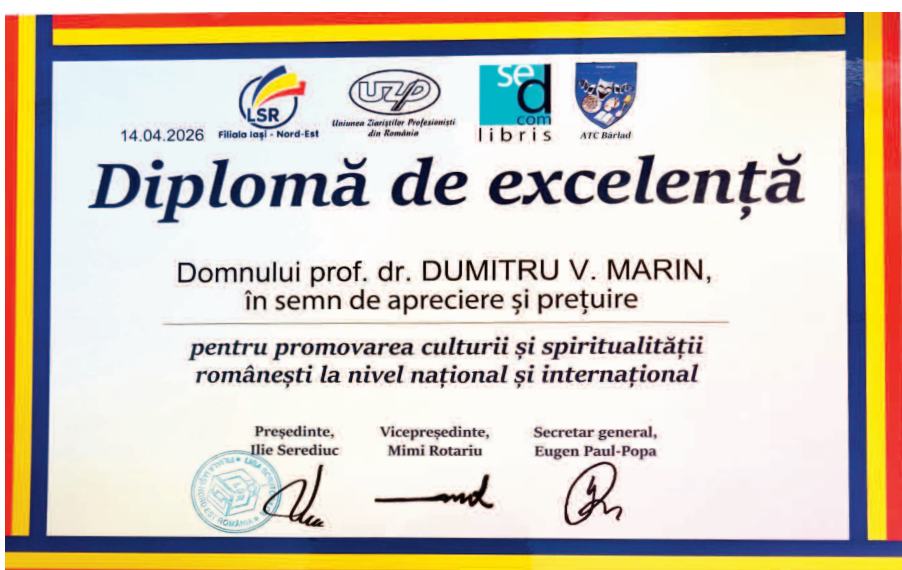 14.04.2026
LSR
Filiala Iași - Nord-Est
UZP
Uniunea Ziariștilor Profesioniști
din România
sed
com
libris
ATC Bârlad
Diplomă de excelență
Domnului prof. dr. DUMITRU V. MARIN,
în semn de apreciere și prețuire
pentru promovarea culturii și spiritualității
românești la nivel național și internațional
Președinte,
Ilie Serediuc
Vicepreședinte,
Mimi Rotariu
Secretar general,
Eugen Paul-Popa
ROMÂNIA